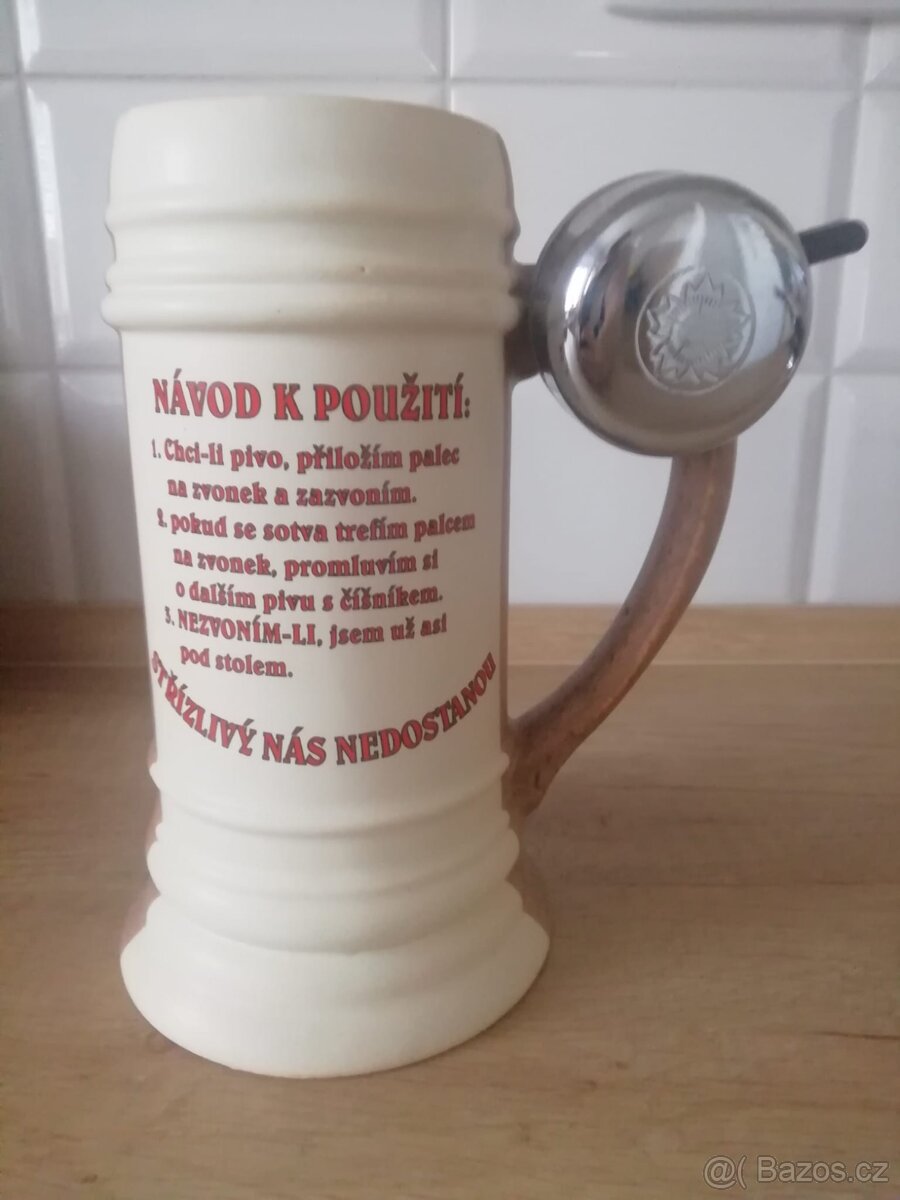 NÁVOD K POUŽITÍ:
1. Chci-li pivo, přiložím palec
na zvonek a zazvoním.
2. pokud se sotva trefím palcem
na zvonek, promluvím si
o dalším pivu s číšníkem.
3. NEZVONÍM-LI, jsem už asi
pod stolem.
STŘÍZLIVÝ NÁS NEDOSTANOU
@( Bazos.cz